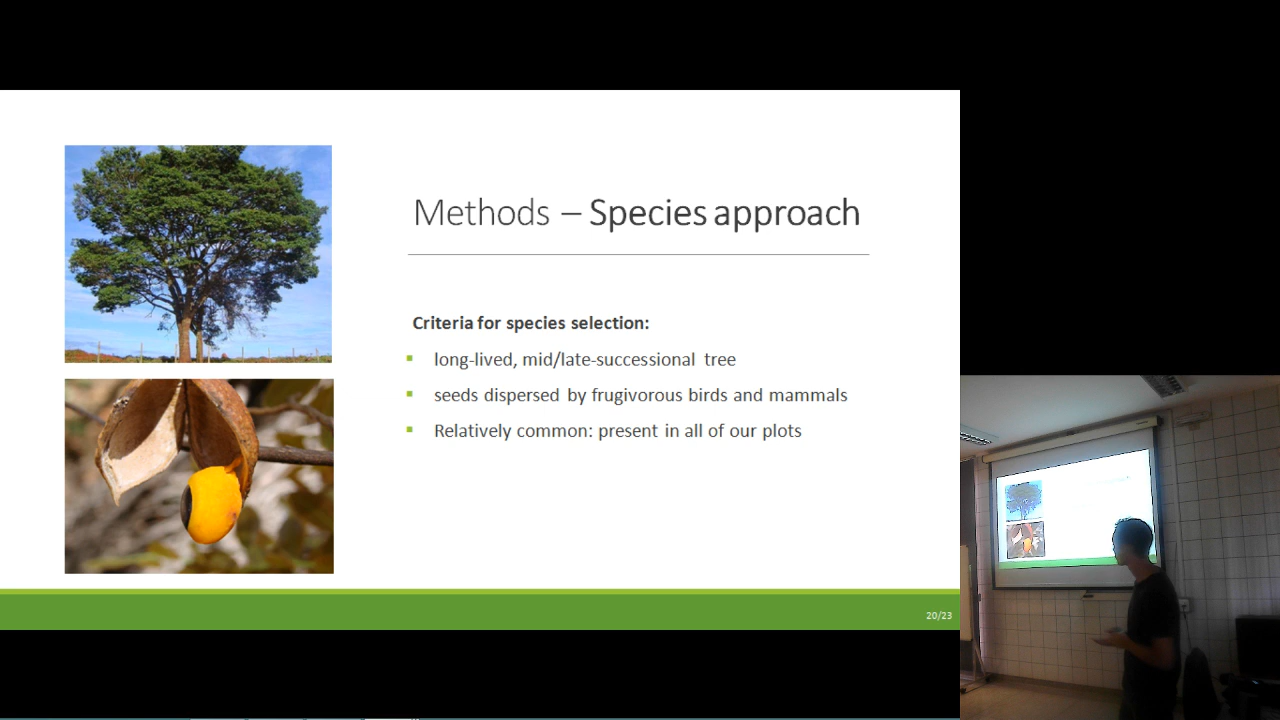 Methods – Species approach
Criteria for species selection:
long-lived, mid/late-successional tree
seeds dispersed by frugivorous birds and mammals
Relatively common: present in all of our plots
20/23